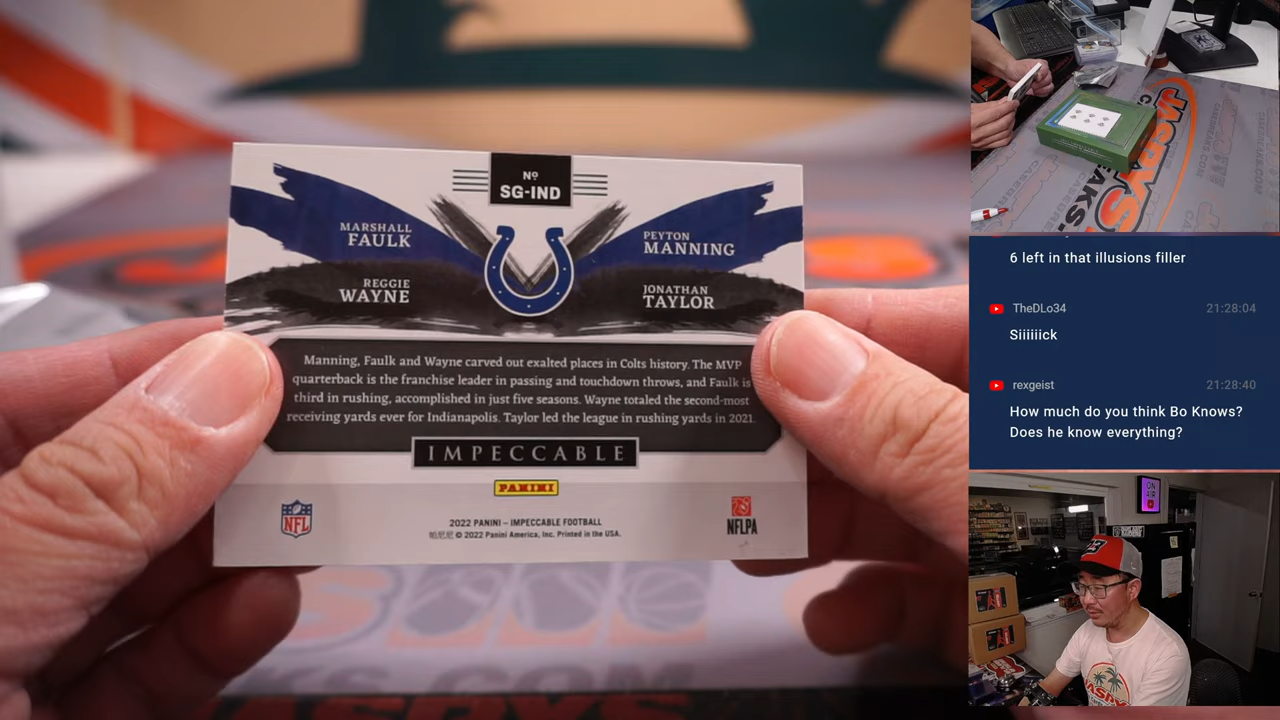 Nº
SG-IND
MARSHALL
FAULK
PEYTON
MANNING
REGGIE
WAYNE
JONATHAN
TAYLOR
Manning, Faulk and Wayne carved out exalted places in Colts history. The MVP
quarterback is the franchise leader in passing and touchdown throws, and Faulk is
third in rushing, accomplished in just five seasons. Wayne totaled the second-most
receiving yards ever for Indianapolis. Taylor led the league in rushing yards in 2021.
IMPECCABLE
PANINI
NFL
NFLPA
2022 PANINI – IMPECCABLE FOOTBALL
© 2022 Panini America, Inc. Printed in the USA.
JASPYS
6 left in that illusions filler
TheDLo34 21:28:04
Siiiiiick
rexgeist 21:28:40
How much do you think Bo Knows?
Does he know everything?
ON
AIR
23